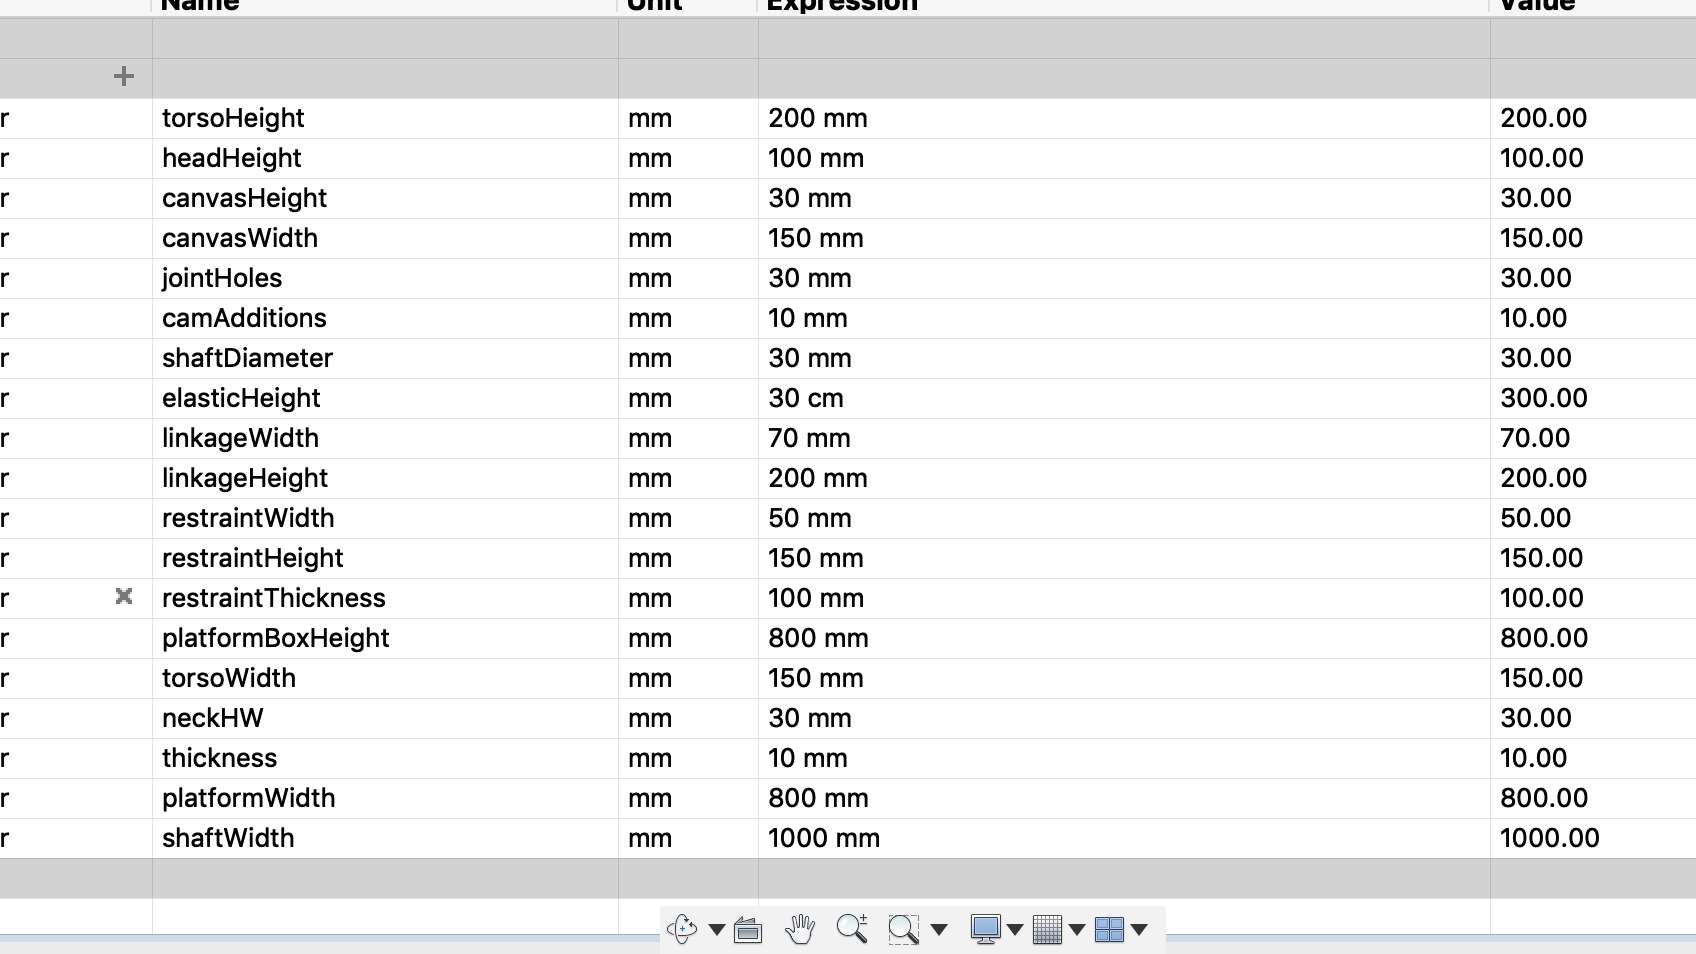 Name Unit Expression Value
r torsoHeight mm 200 mm 200.00
r headHeight mm 100 mm 100.00
r canvasHeight mm 30 mm 30.00
r canvasWidth mm 150 mm 150.00
r jointHoles mm 30 mm 30.00
r camAdditions mm 10 mm 10.00
r shaftDiameter mm 30 mm 30.00
r elasticHeight mm 30 cm 300.00
r linkageWidth mm 70 mm 70.00
r linkageHeight mm 200 mm 200.00
r restraintWidth mm 50 mm 50.00
r restraintHeight mm 150 mm 150.00
r restraintThickness mm 100 mm 100.00
r platformBoxHeight mm 800 mm 800.00
r torsoWidth mm 150 mm 150.00
r neckHW mm 30 mm 30.00
r thickness mm 10 mm 10.00
r platformWidth mm 800 mm 800.00
r shaftWidth mm 1000 mm 1000.00